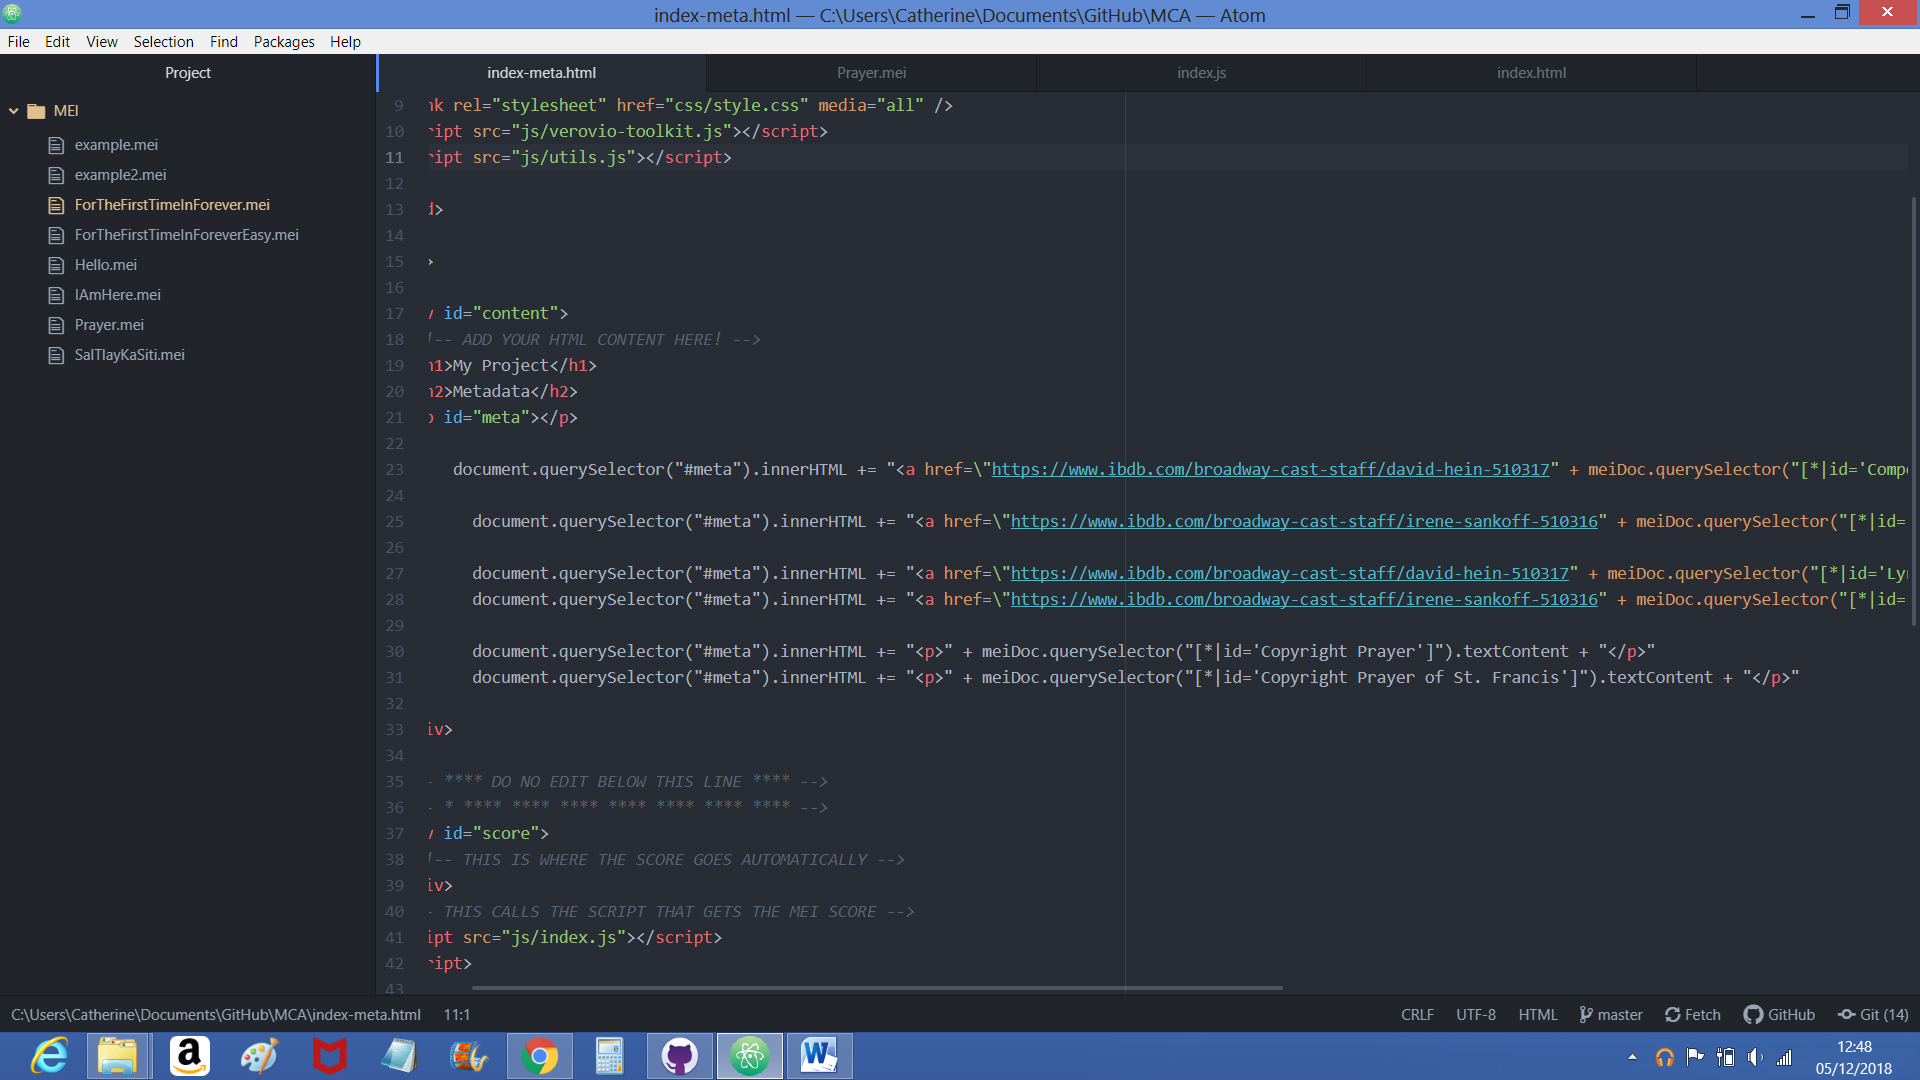 index-meta.html — C:\Users\Catherine\Documents\GitHub\MCA — Atom
File Edit View Selection Find Packages Help
Project
index-meta.html
Prayer.mei
index.js
index.html
MEI
example.mei
example2.mei
ForTheFirstTimeInForever.mei
ForTheFirstTimeInForeverEasy.mei
Hello.mei
IAmHere.mei
Prayer.mei
SalTlayKaSiti.mei
9 nk rel="stylesheet" href="css/style.css" media="all" />
10 ript src="js/verovio-toolkit.js"></script>
11 ript src="js/utils.js"></script>
12
13 d>
14
15 >
16
17 v id="content">
18 !-- ADD YOUR HTML CONTENT HERE! -->
19 h1>My Project</h1>
20 h2>Metadata</h2>
21 p id="meta"></p>
22
23 document.querySelector("#meta").innerHTML += "<a href=\"https://www.ibdb.com/broadway-cast-staff/david-hein-510317" + meiDoc.querySelector("[*|id='Comp
24
25 document.querySelector("#meta").innerHTML += "<a href=\"https://www.ibdb.com/broadway-cast-staff/irene-sankoff-510316" + meiDoc.querySelector("[*|id=
26
27 document.querySelector("#meta").innerHTML += "<a href=\"https://www.ibdb.com/broadway-cast-staff/david-hein-510317" + meiDoc.querySelector("[*|id='Ly
28 document.querySelector("#meta").innerHTML += "<a href=\"https://www.ibdb.com/broadway-cast-staff/irene-sankoff-510316" + meiDoc.querySelector("[*|id=
29
30 document.querySelector("#meta").innerHTML += "<p>" + meiDoc.querySelector("[*|id='Copyright Prayer']").textContent + "</p>"
31 document.querySelector("#meta").innerHTML += "<p>" + meiDoc.querySelector("[*|id='Copyright Prayer of St. Francis']").textContent + "</p>"
32
33 iv>
34
35 - **** DO NO EDIT BELOW THIS LINE **** -->
36 - * **** **** **** **** **** **** **** -->
37 v id="score">
38 !-- THIS IS WHERE THE SCORE GOES AUTOMATICALLY -->
39 iv>
40 - THIS CALLS THE SCRIPT THAT GETS THE MEI SCORE -->
41 ipt src="js/index.js"></script>
42 ript>
43
C:\Users\Catherine\Documents\GitHub\MCA\index-meta.html 11:1
CRLF UTF-8 HTML master Fetch GitHub Git (14)
12:48
05/12/2018